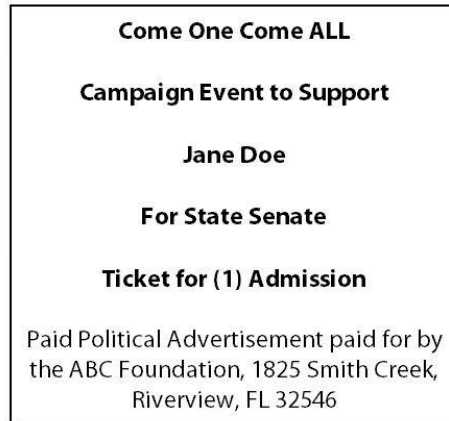 Come One Come ALL
Campaign Event to Support
Jane Doe
For State Senate
Ticket for (1) Admission
Paid Political Advertisement paid for by
the ABC Foundation, 1825 Smith Creek,
Riverview, FL 32546